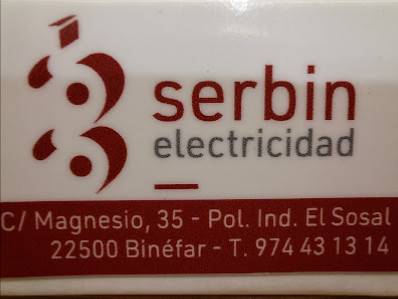 serbin
electricidad
C/ Magnesio, 35 - Pol. Ind. El Sosal
22500 Binéfar - T. 974 43 13 14